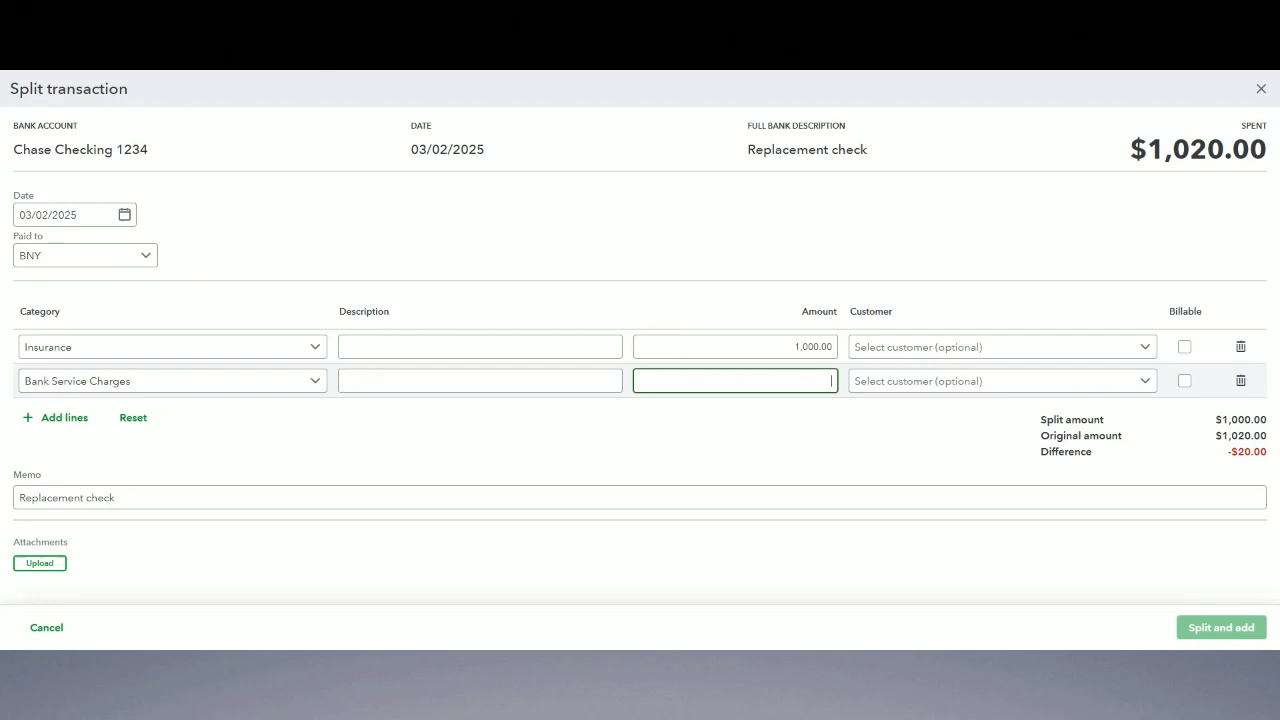 Split transaction
BANK ACCOUNT DATE FULL BANK DESCRIPTION SPENT
Chase Checking 1234 03/02/2025 Replacement check $1,020.00
Date
03/02/2025
Paid to
BNY
Category Description Amount Customer Billable
Insurance 1,000.00 Select customer (optional)
Bank Service Charges Select customer (optional)
+ Add lines Reset
Split amount $1,000.00
Original amount $1,020.00
Difference -$20.00
Memo
Replacement check
Attachments
Upload
Cancel Split and add